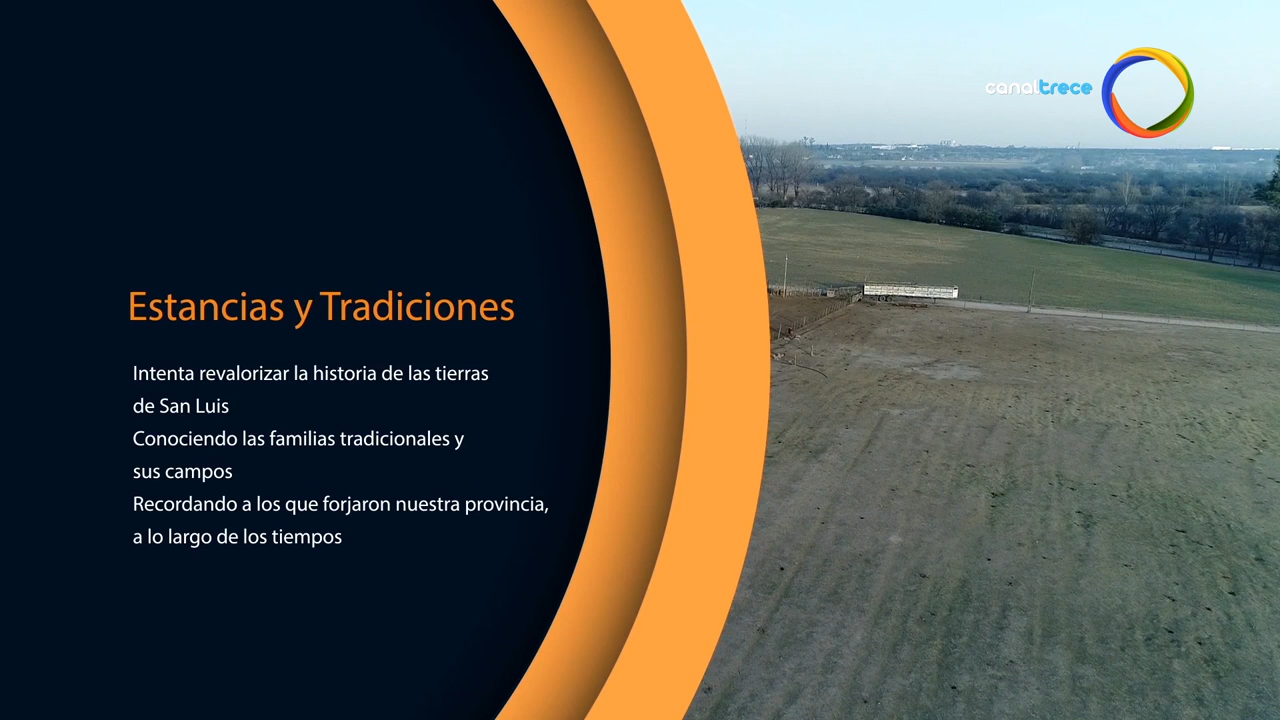 canaltrece
Estancias y Tradiciones
Intenta revalorizar la historia de las tierras
de San Luis
Conociendo las familias tradicionales y
sus campos
Recordando a los que forjaron nuestra provincia,
a lo largo de los tiempos